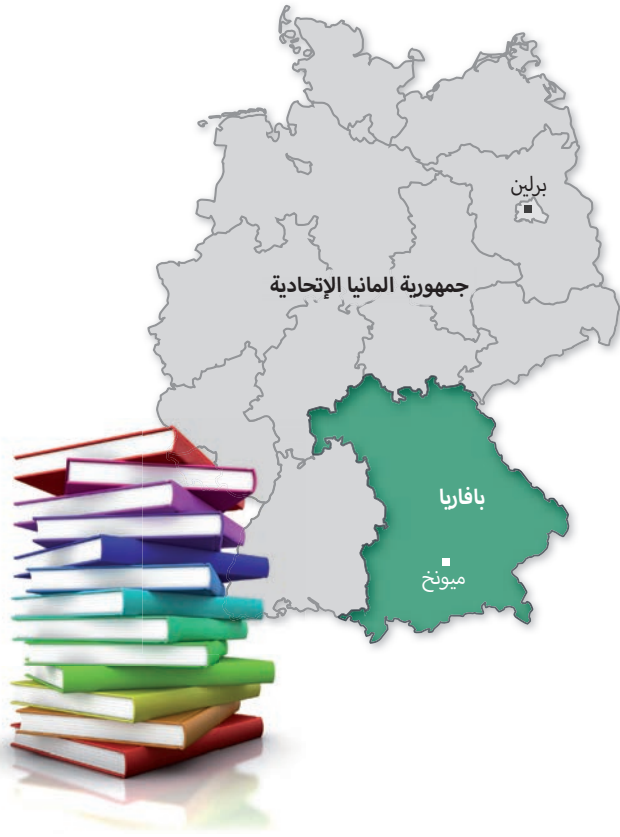 برلين
جمهورية المانيا الإتحادية
بافاريا
ميونخ